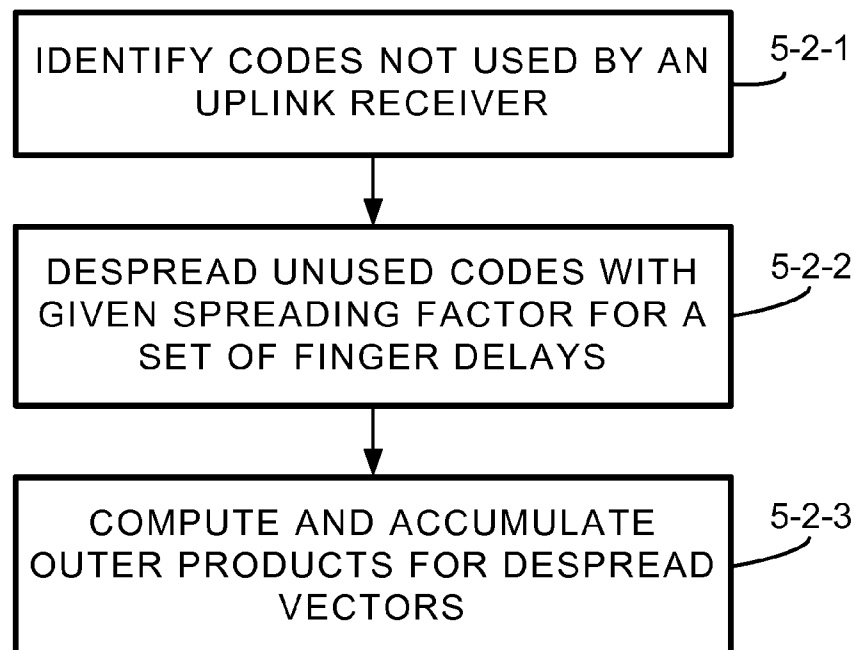 IDENTIFY CODES NOT USED BY AN
UPLINK RECEIVER
5-2-1
DESPREAD UNUSED CODES WITH
GIVEN SPREADING FACTOR FOR A
SET OF FINGER DELAYS
5-2-2
COMPUTE AND ACCUMULATE
OUTER PRODUCTS FOR DESPREAD
VECTORS
5-2-3